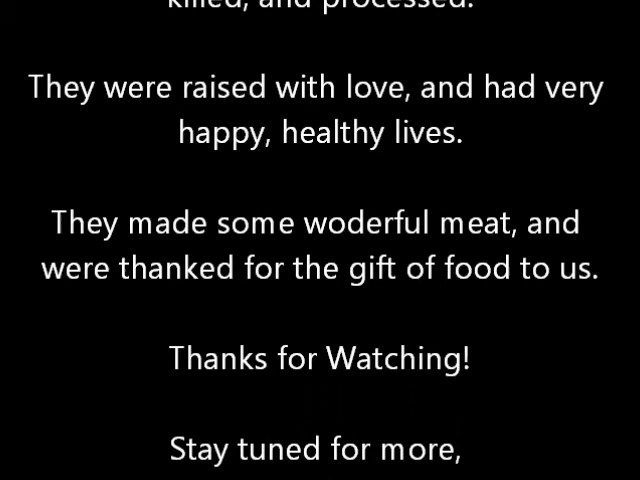 killed, and processed.
They were raised with love, and had very
happy, healthy lives.
They made some woderful meat, and
were thanked for the gift of food to us.
Thanks for Watching!
Stay tuned for more,